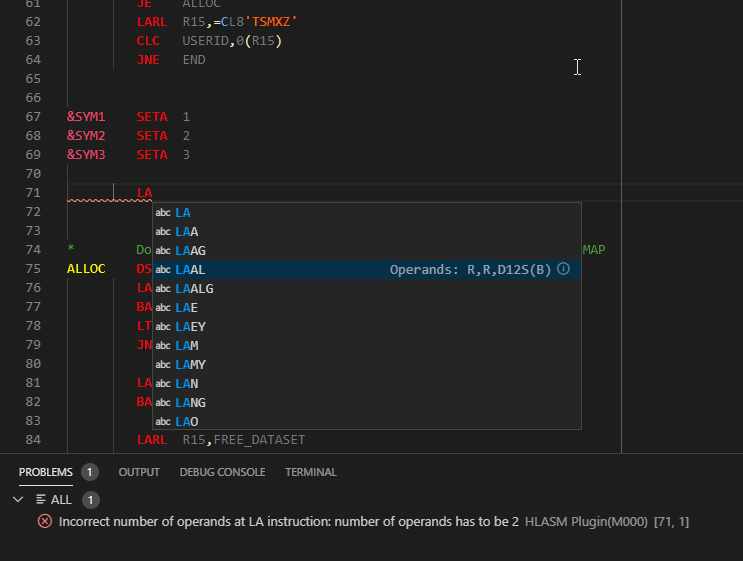 61 JE ALLOC
62 LARL R15,=CL8'TSMXZ'
63 CLC USERID,0(R15)
64 JNE END
65
66
67 &SYM1 SETA 1
68 &SYM2 SETA 2
69 &SYM3 SETA 3
70
71 LA
72 abc LA
73 abc LAA
74 * Do abc LAAG MAP
75 ALLOC DS abc LAAL Operands: R,R,D12S(B)
76 LA abc LAALG
77 BA abc LAE
78 LT abc LAEY
79 JN abc LAM
80 abc LAMY
81 LA abc LAN
82 BA abc LANG
83 abc LAO
84 LARL R15,FREE_DATASET
PROBLEMS 1 OUTPUT DEBUG CONSOLE TERMINAL
ALL 1
Incorrect number of operands at LA instruction: number of operands has to be 2 HLASM Plugin(M000) [71, 1]